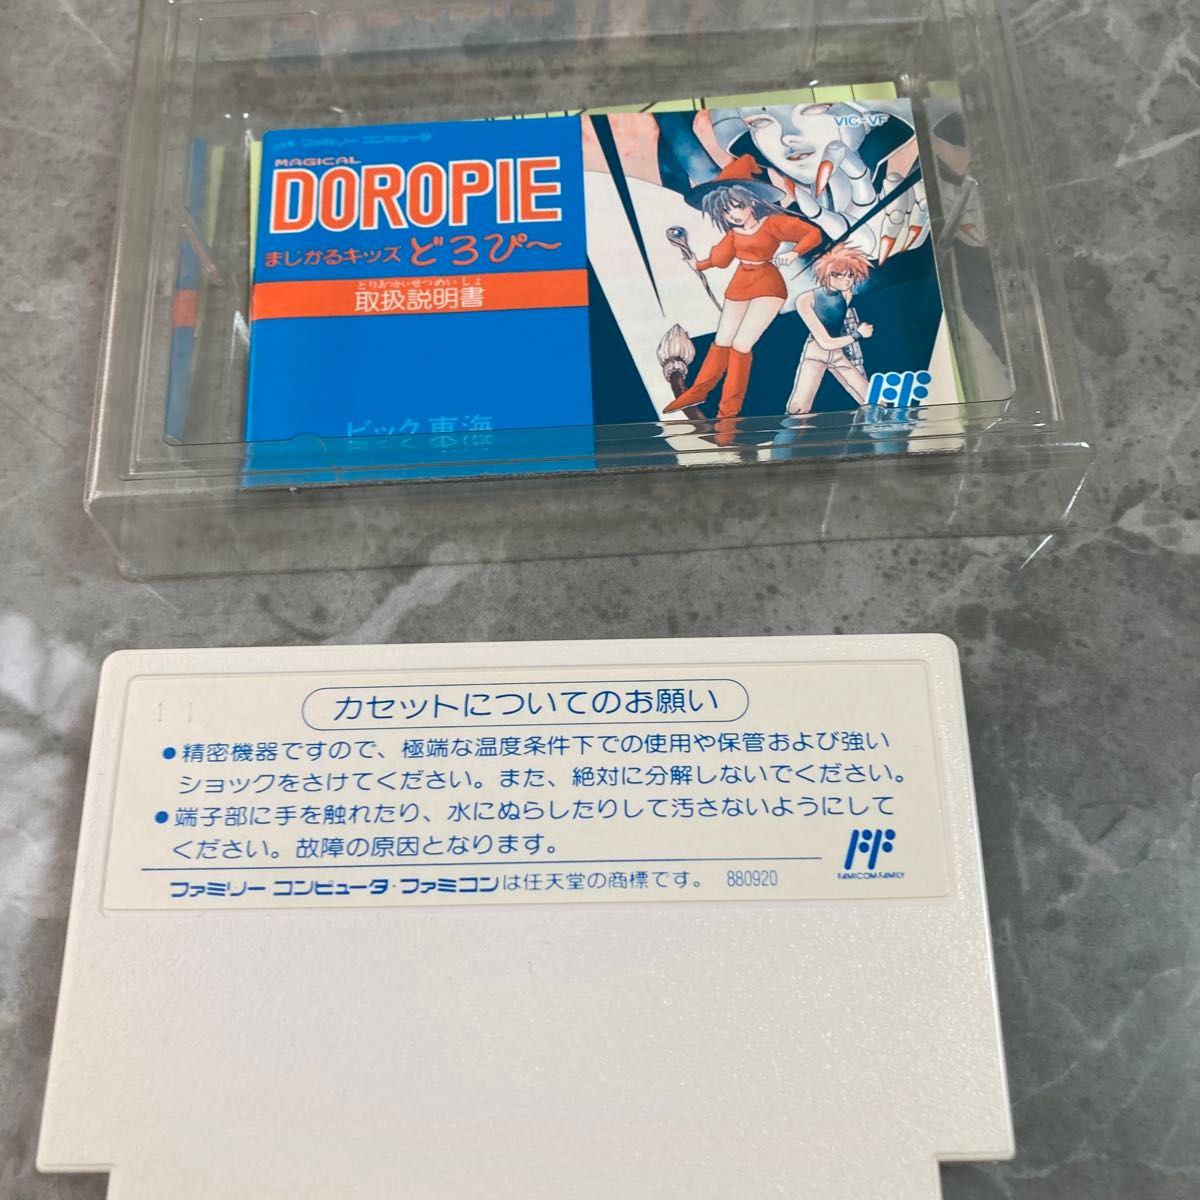 ファミリー コンピュータ
VIC-VF
MAGICAL
DOROPIE
まじかるキッズ どろぴ〜
とりあつかいせつめいしょ
取扱説明書
ビック東海
カセットについてのお願い
●精密機器ですので、極端な温度条件下での使用や保管および強い
ショックをさけてください。また、絶対に分解しないでください。
●端子部に手を触れたり、水にぬらしたりして汚さないようにして
ください。故障の原因となります。
FAMICOM FAMILY
ファミリー コンピュータ・ファミコンは任天堂の商標です。 880920